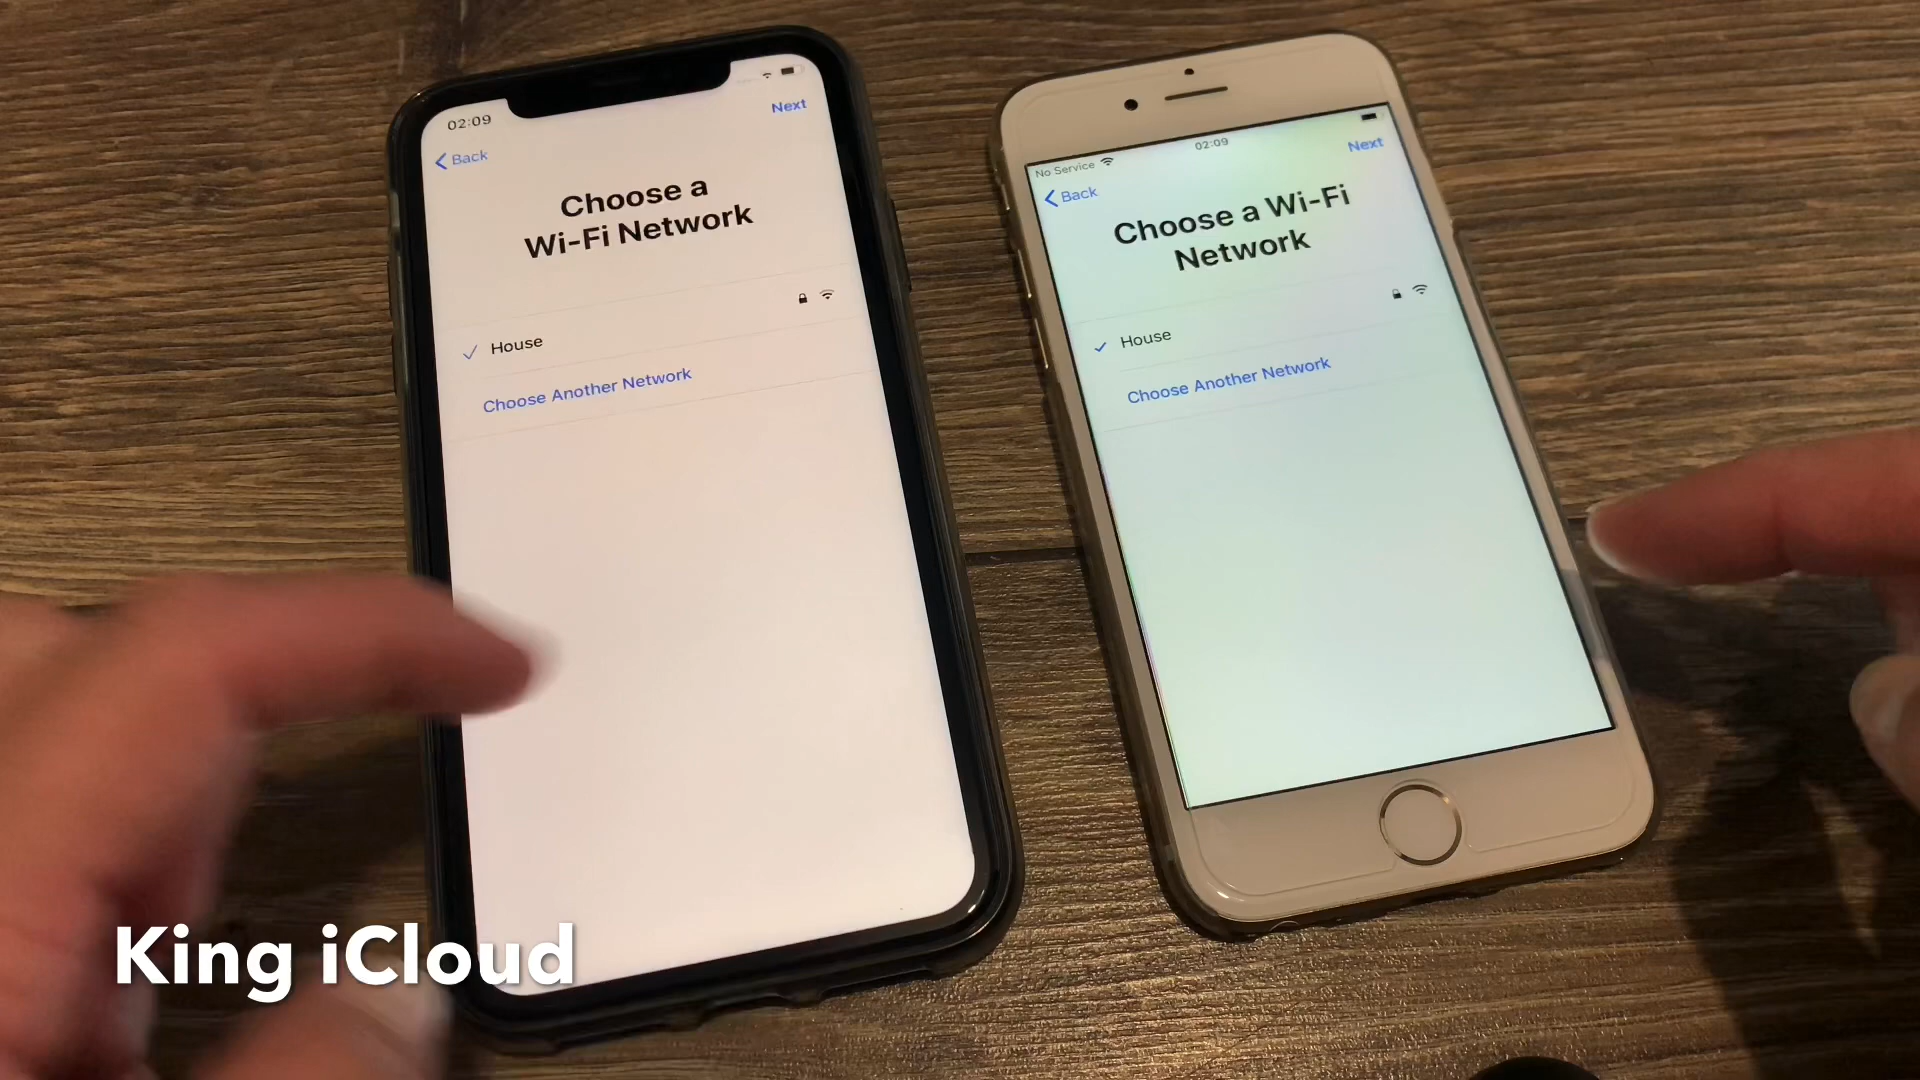 02:09
Next
Back
Choose a
Wi-Fi Network
House
Choose Another Network
No Service
02:09
Next
Back
Choose a Wi-Fi
Network
House
Choose Another Network
King iCloud